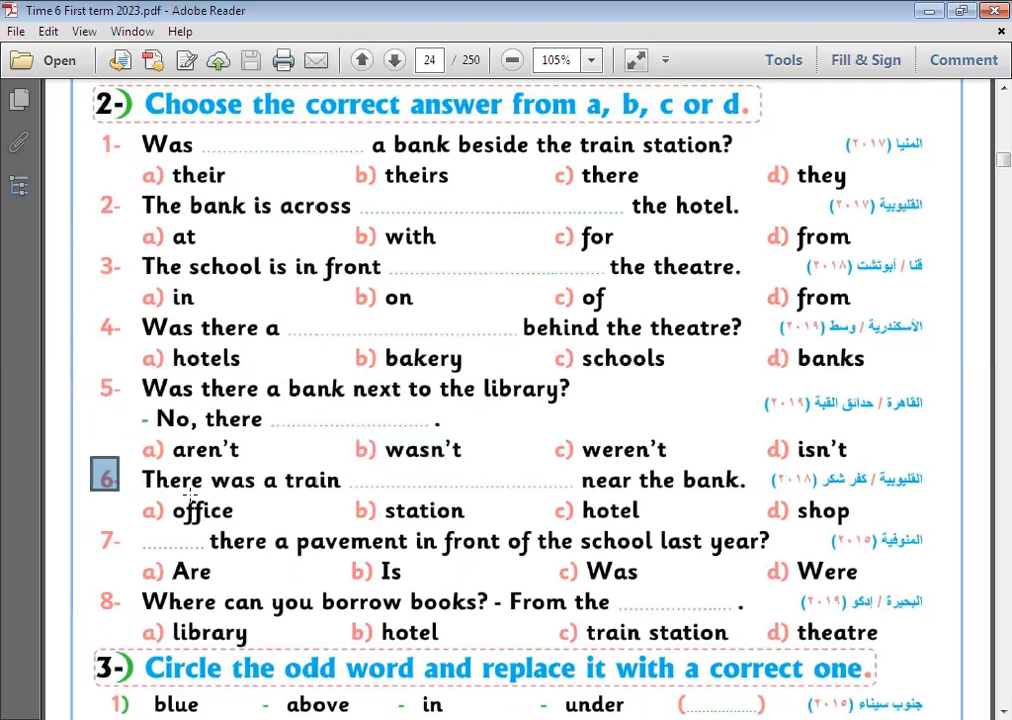 Time 6 First term 2023.pdf - Adobe Reader
File Edit View Window Help
Open 24 / 250 105% Tools Fill & Sign Comment
2-) Choose the correct answer from a, b, c or d.
1- Was .............................. a bank beside the train station? المنيا (٢٠١٧)
a) their b) theirs c) there d) they
2- The bank is across .............................. the hotel. القليوبية (٢٠١٧)
a) at b) with c) for d) from
3- The school is in front .............................. the theatre. قنا / أبوتشت (٢٠١٨)
a) in b) on c) of d) from
4- Was there a .............................. behind the theatre? الأسكندرية / وسط (٢٠١٩)
a) hotels b) bakery c) schools d) banks
5- Was there a bank next to the library?
- No, there .............................. . القاهرة / حدائق القبة (٢٠١٩)
a) aren't b) wasn't c) weren't d) isn't
6- There was a train .............................. near the bank. القليوبية / كفر شكر (٢٠١٨)
a) office b) station c) hotel d) shop
7- ............ there a pavement in front of the school last year? المنوفية (٢٠١٥)
a) Are b) Is c) Was d) Were
8- Where can you borrow books? - From the ...................... . البحيرة / إدكو (٢٠١٩)
a) library b) hotel c) train station d) theatre
3-) Circle the odd word and replace it with a correct one.
1) blue - above - in - under (...............) جنوب سيناء (٢٠١٥)